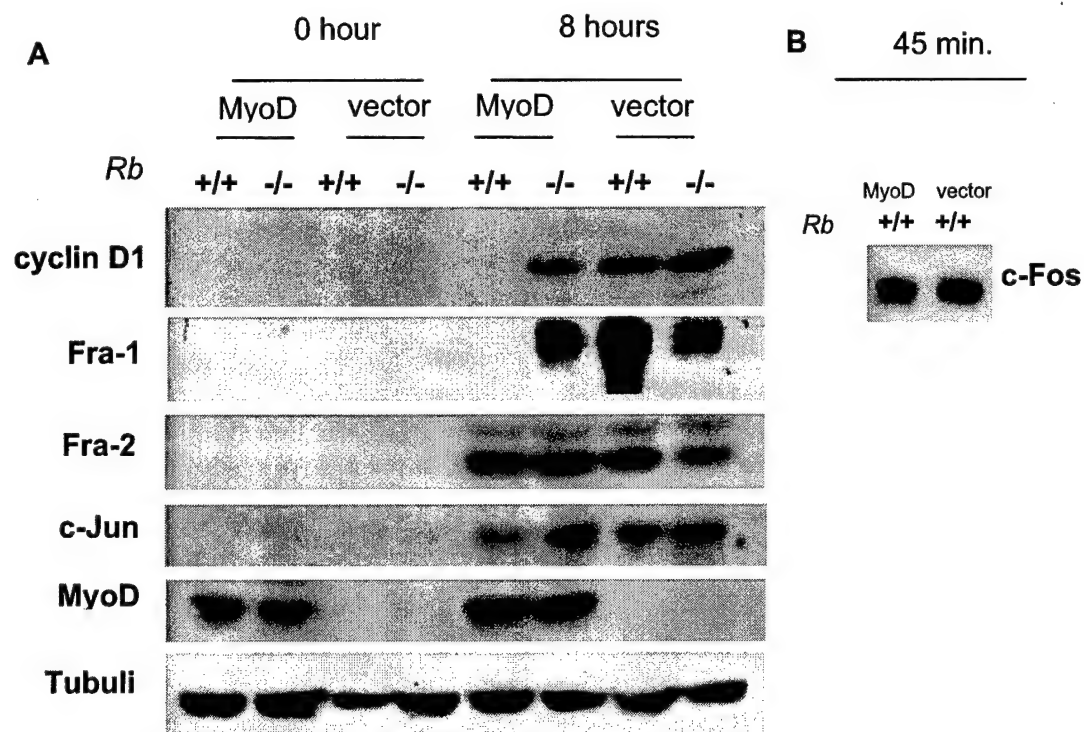 A
0 hour
8 hours
MyoD
vector
MyoD
vector
Rb
+/+ -/- +/+ -/- +/+ -/- +/+ -/-
cyclin D1
Fra-1
Fra-2
c-Jun
MyoD
Tubuli
B
45 min.
MyoD vector
Rb +/+ +/+
c-Fos